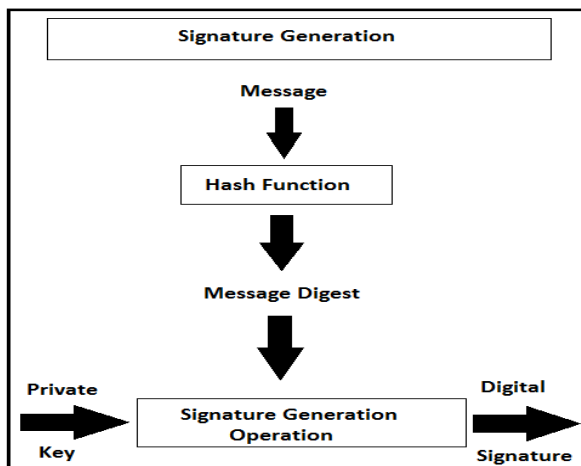 Signature Generation
Message
Hash Function
Message Digest
Private
Key
Signature Generation
Operation
Digital
Signature